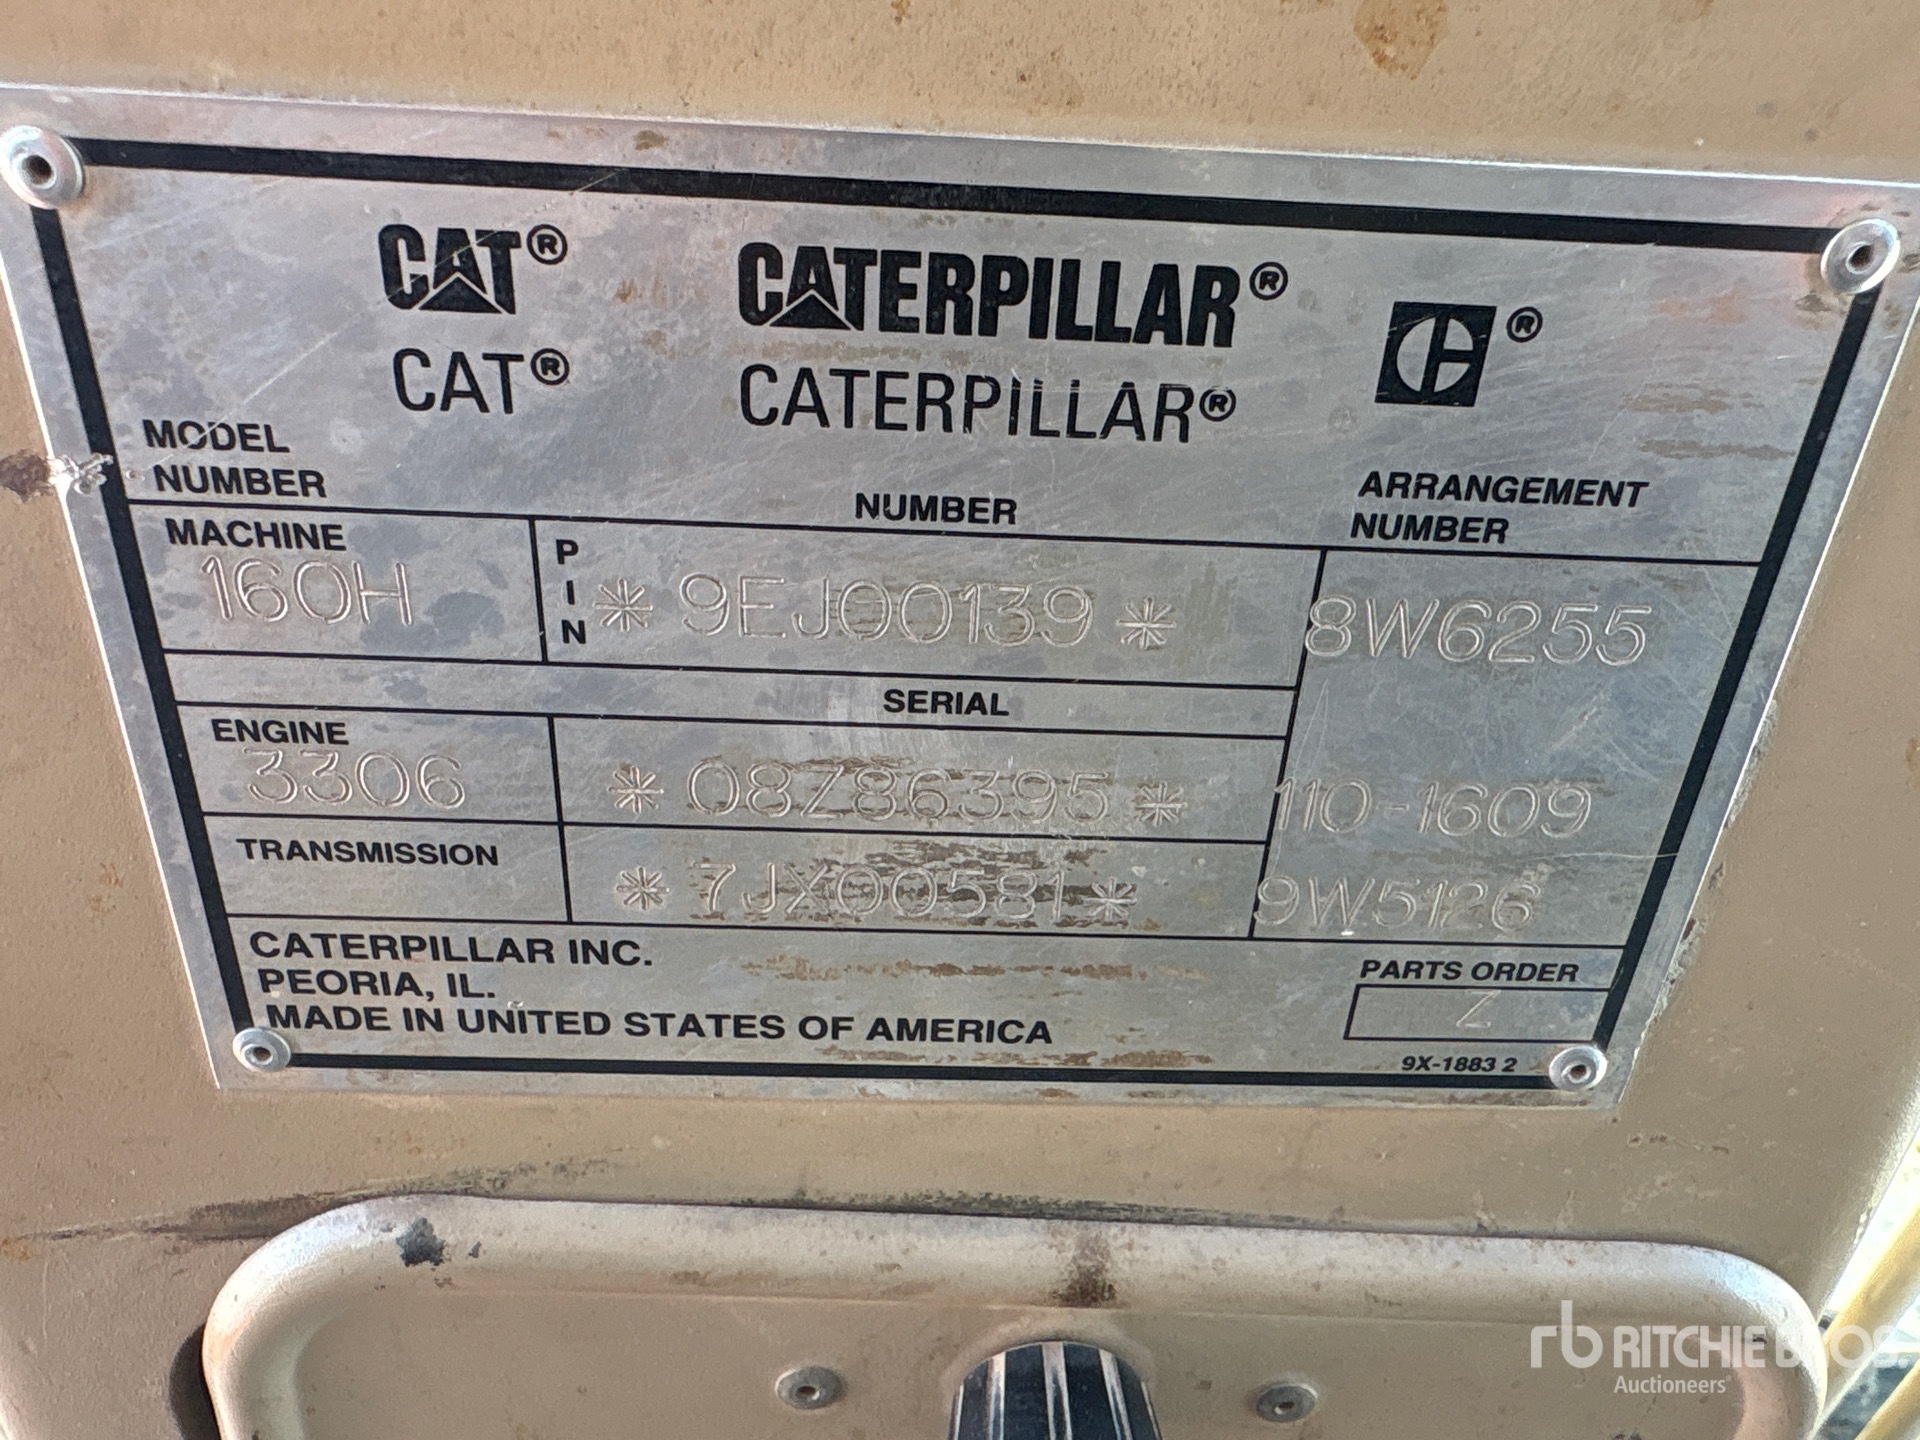 CAT® CATERPILLAR® ®
CAT® CATERPILLAR®
MODEL
NUMBER NUMBER ARRANGEMENT
NUMBER
MACHINE
160H PIN *9EJ00139* 8W6255
SERIAL
ENGINE
3306 *08Z86395* 110-1609
TRANSMISSION *7JX00581* 9W5126
CATERPILLAR INC.
PEORIA, IL.
MADE IN UNITED STATES OF AMERICA
PARTS ORDER
Z
9X-1883 2
rb RITCHIE BROS.
Auctioneers